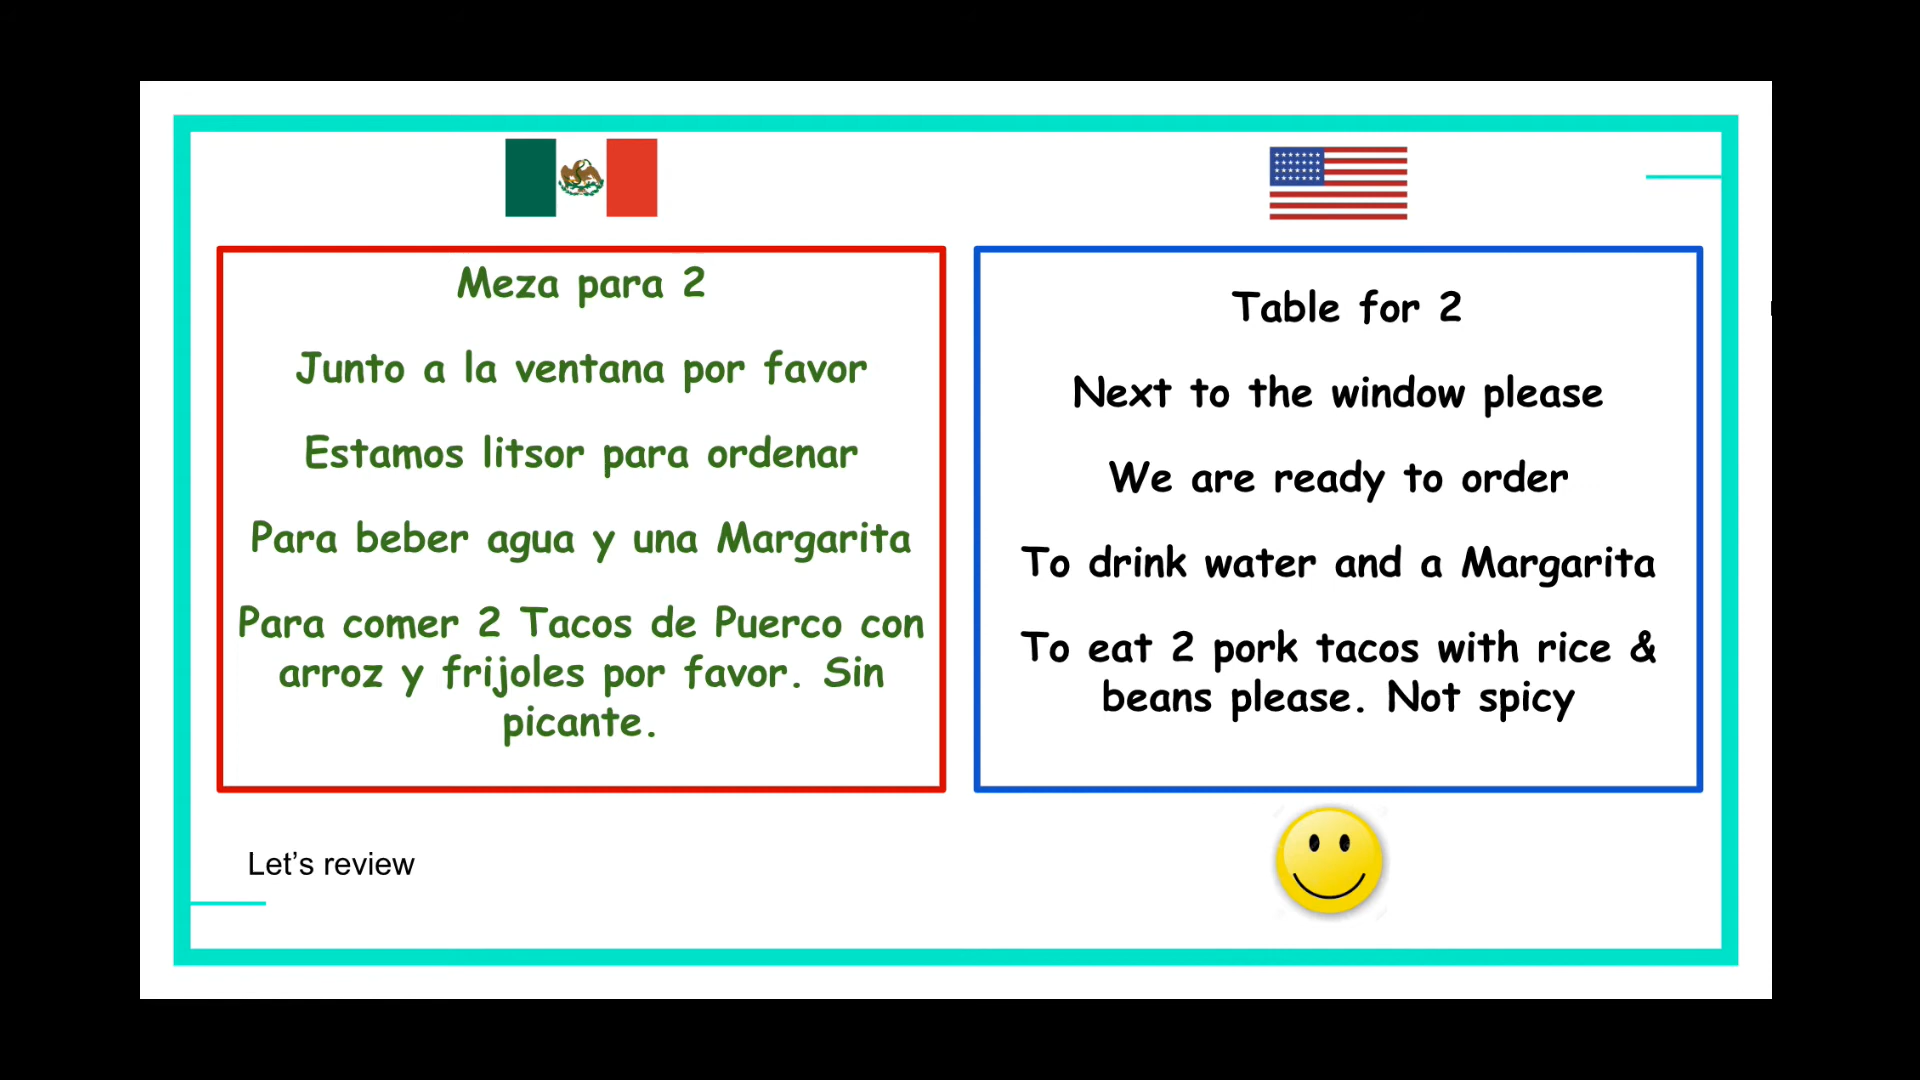 Meza para 2
Junto a la ventana por favor
Estamos litsor para ordenar
Para beber agua y una Margarita
Para comer 2 Tacos de Puerco con
arroz y frijoles por favor. Sin
picante.
Table for 2
Next to the window please
We are ready to order
To drink water and a Margarita
To eat 2 pork tacos with rice &
beans please. Not spicy
Let's review